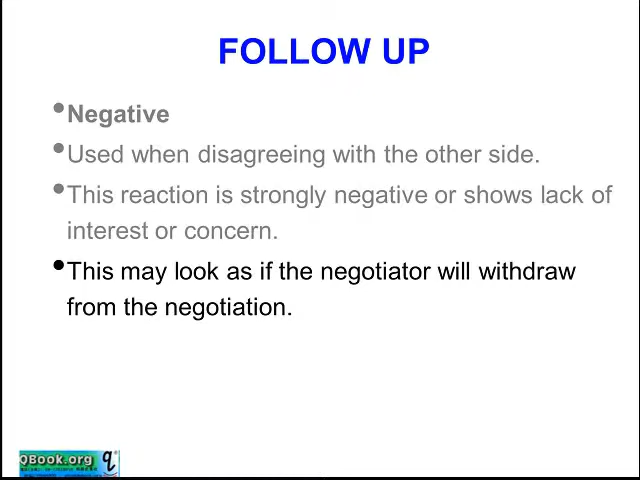 FOLLOW UP
•Negative
•Used when disagreeing with the other side.
•This reaction is strongly negative or shows lack of
interest or concern.
•This may look as if the negotiator will withdraw
from the negotiation.
QBook.org q